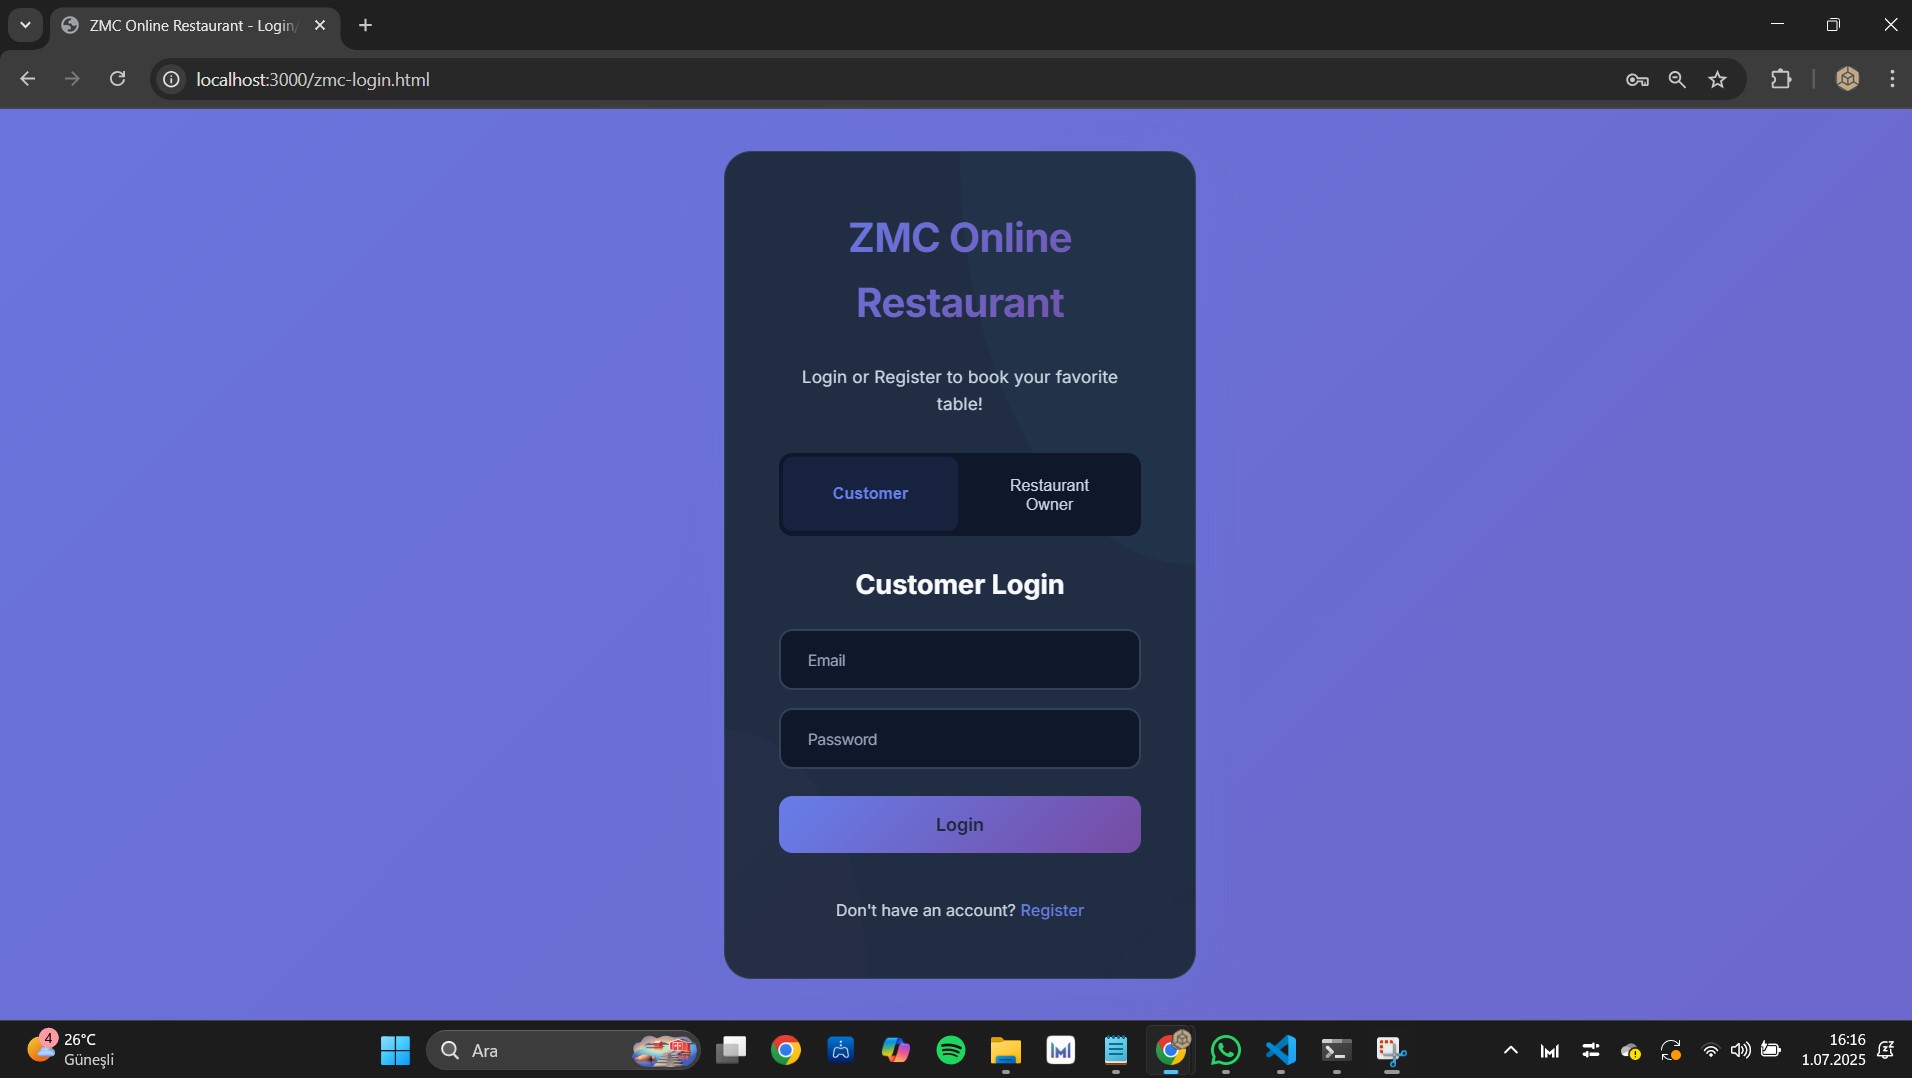 ZMC Online Restaurant - Login/
localhost:3000/zmc-login.html
ZMC Online
Restaurant
Login or Register to book your favorite
table!
Customer
Restaurant
Owner
Customer Login
Email
Password
Login
Don't have an account? Register
4
26°C
Güneşli
Ara
16:16
1.07.2025